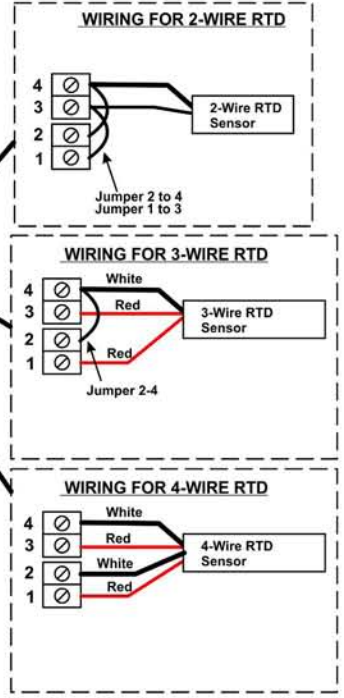 WIRING FOR 2-WIRE RTD
4
3
2
1
2-Wire RTD
Sensor
Jumper 2 to 4
Jumper 1 to 3
WIRING FOR 3-WIRE RTD
White
4
Red
3
3-Wire RTD
Sensor
2
Red
1
Jumper 2-4
WIRING FOR 4-WIRE RTD
White
4
Red
3
4-Wire RTD
Sensor
White
2
Red
1